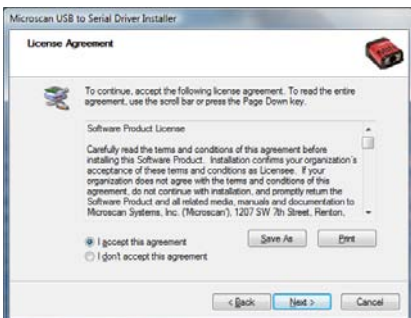 Microscan USB to Serial Driver Installer
License Agreement
To continue, accept the following license agreement. To read the entire
agreement, use the scroll bar or press the Page Down key.
Software Product License
Carefully read the terms and conditions of this agreement before
installing this Software Product. Installation confirms your organization's
acceptance of these terms and conditions as Licensee. If your
organization does not agree with the terms and conditions of this
agreement, do not continue with installation, and promptly return the
Software Product and all related media, manuals and documentation to
Microscan Systems, Inc. ('Microscan'), 1207 SW 7th Street, Renton,
I accept this agreement
I don't accept this agreement
Save As
Print
< Back
Next >
Cancel